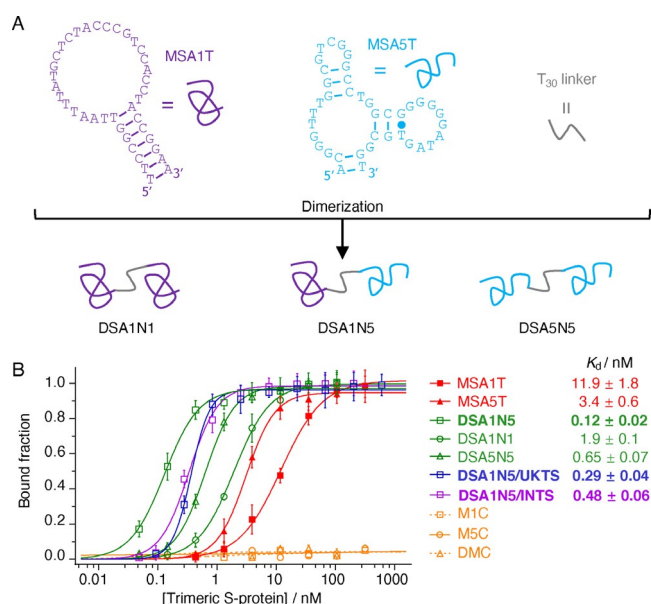 A
MSA1T
=
5'
3'
MSA5T
=
5'
3'
T30 linker
=
Dimerization
DSA1N1
DSA1N5
DSA5N5
B
Bound fraction
1.0
0.8
0.6
0.4
0.2
0.0
0.01
0.1
1
10
100
1000
[Trimeric S-protein] / nM
Kd / nM
MSA1T 11.9 ± 1.8
MSA5T 3.4 ± 0.6
DSA1N5 0.12 ± 0.02
DSA1N1 1.9 ± 0.1
DSA5N5 0.65 ± 0.07
DSA1N5/UKTS 0.29 ± 0.04
DSA1N5/INTS 0.48 ± 0.06
M1C
M5C
DMC